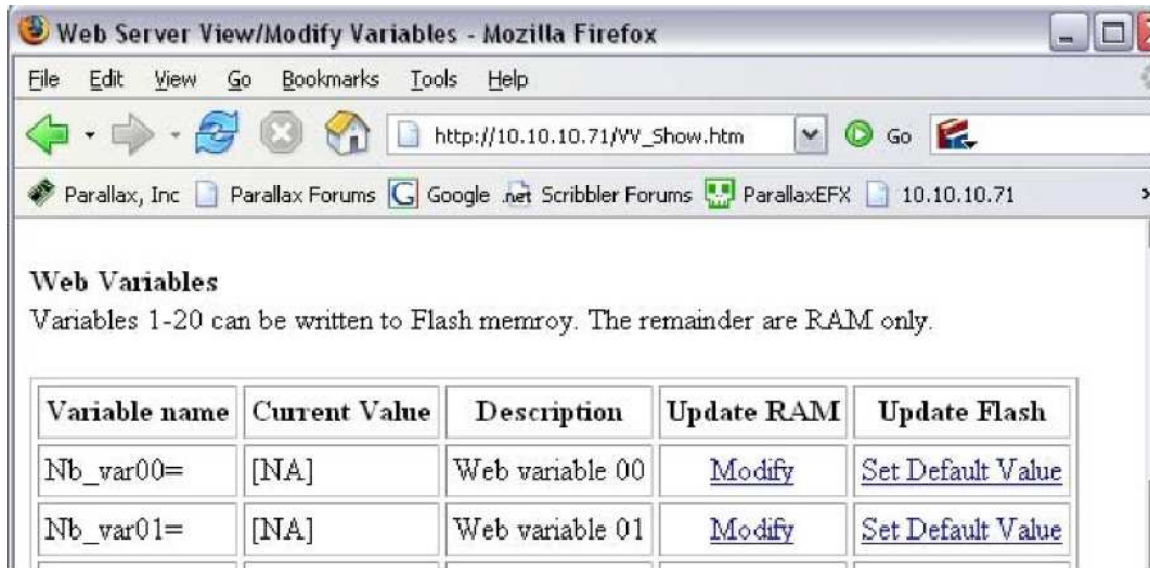 Web Server View/Modify Variables - Mozilla Firefox
File Edit View Go Bookmarks Tools Help
http://10.10.10.71/VV_Show.htm Go
Parallax, Inc Parallax Forums G Google .net Scribbler Forums ParallaxEFX 10.10.10.71 »
Web Variables
Variables 1-20 can be written to Flash memroy. The remainder are RAM only.
Variable name Current Value Description Update RAM Update Flash
Nb_var00= [NA] Web variable 00 Modify Set Default Value
Nb_var01= [NA] Web variable 01 Modify Set Default Value